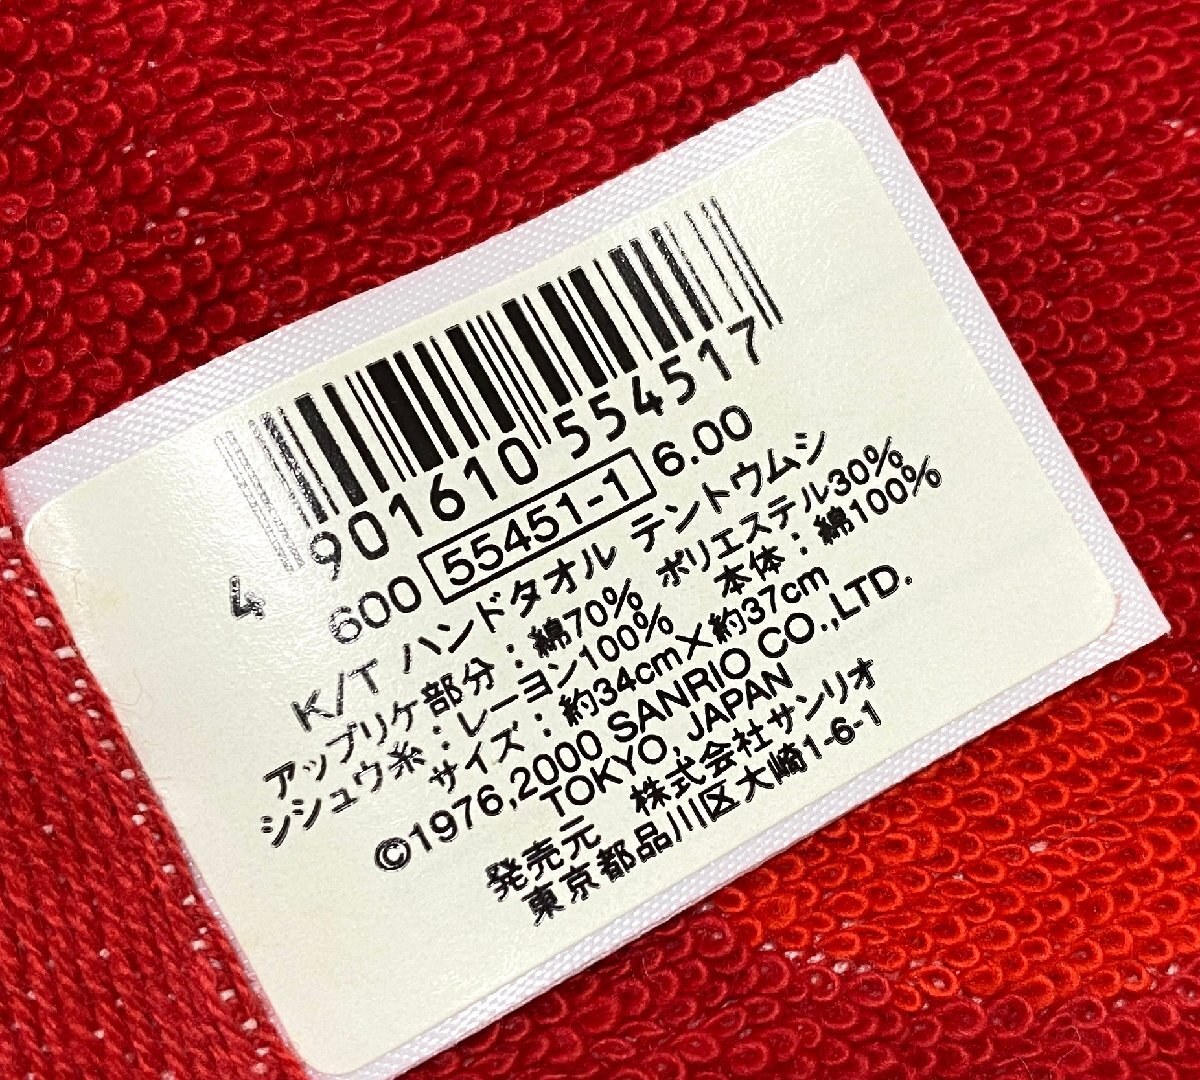 4 901610 554517
600 55451-1 6.00
K/T ハンドタオル テントウムシ
アップリケ部分:綿70% ポリエステル30%
シシュウ糸:レーヨン100% 本体:綿100%
サイズ:約34cm×約37cm
©1976,2000 SANRIO CO.,LTD.
TOKYO, JAPAN
発売元 株式会社サンリオ
東京都品川区大崎1-6-1